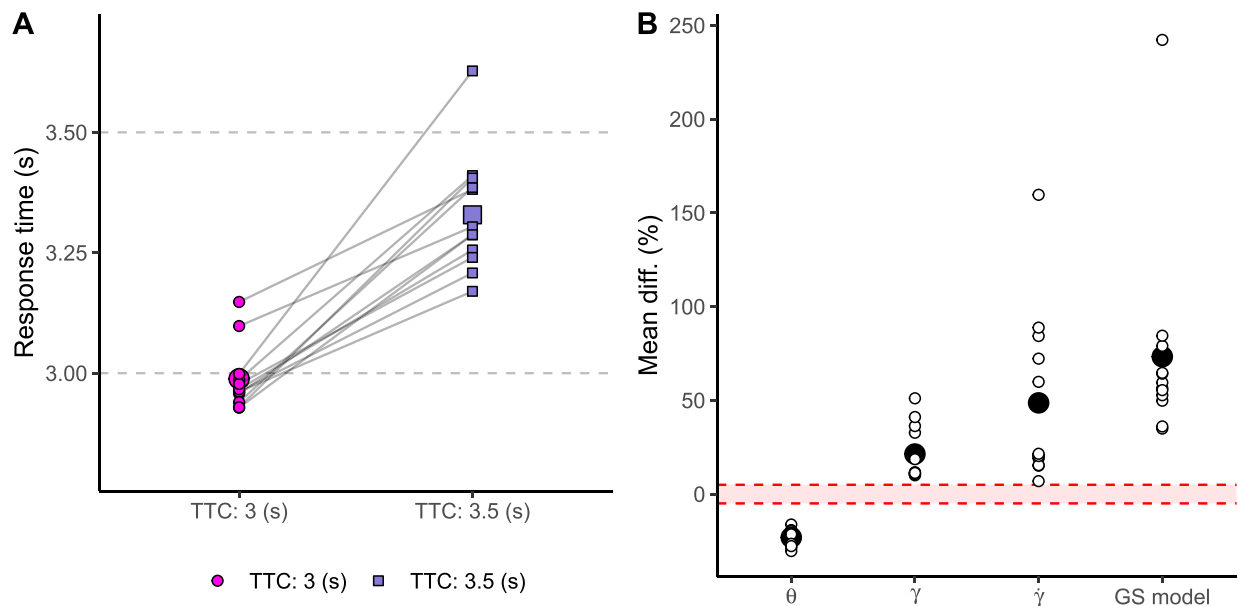 A
Response time (s)
3.50
3.25
3.00
TTC: 3 (s)
TTC: 3.5 (s)
TTC: 3 (s)
TTC: 3.5 (s)
B
Mean diff. (%)
250
200
150
100
50
0
θ
γ
γ̇
GS model